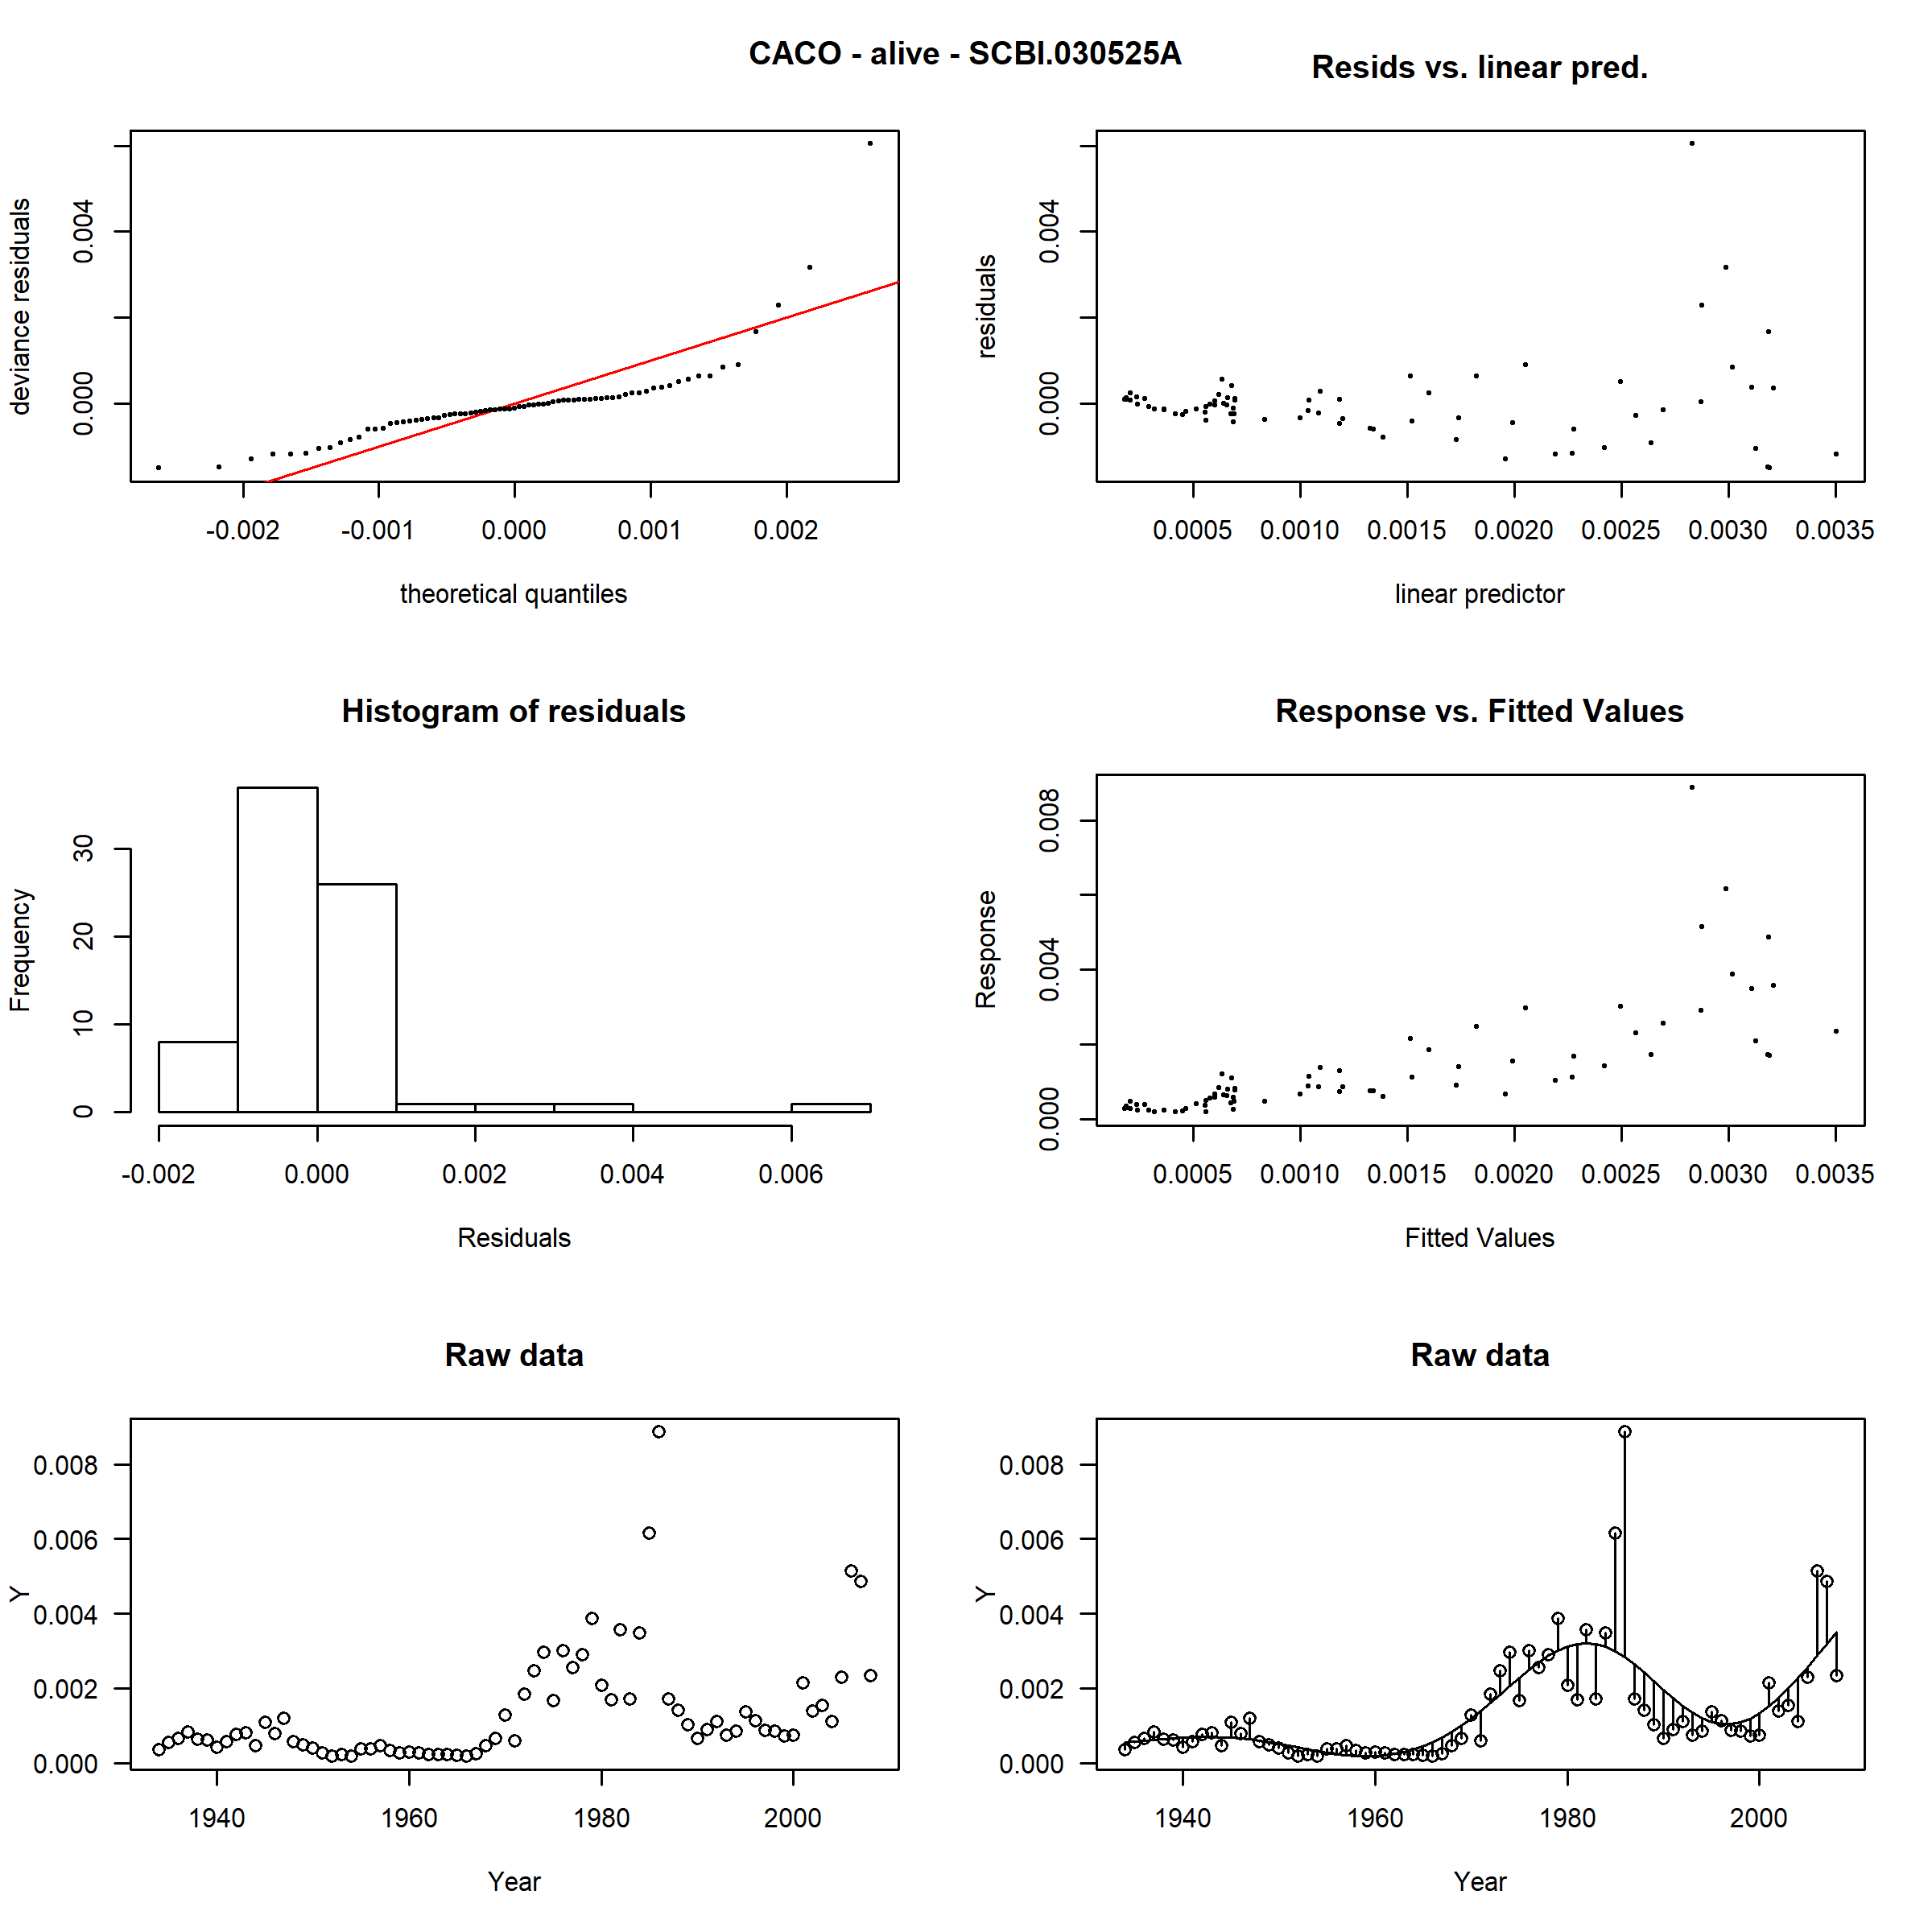 CACO - alive - SCBI.030525A
Resids vs. linear pred.
deviance residuals
0.004
0.000
-0.002 -0.001 0.000 0.001 0.002
theoretical quantiles
residuals
0.004
0.000
0.0005 0.0010 0.0015 0.0020 0.0025 0.0030 0.0035
linear predictor
Histogram of residuals
Frequency
30
20
10
0
-0.002 0.000 0.002 0.004 0.006
Residuals
Response vs. Fitted Values
Response
0.008
0.004
0.000
0.0005 0.0010 0.0015 0.0020 0.0025 0.0030 0.0035
Fitted Values
Raw data
Y
0.008
0.006
0.004
0.002
0.000
1940 1960 1980 2000
Year
Raw data
Y
0.008
0.006
0.004
0.002
0.000
1940 1960 1980 2000
Year